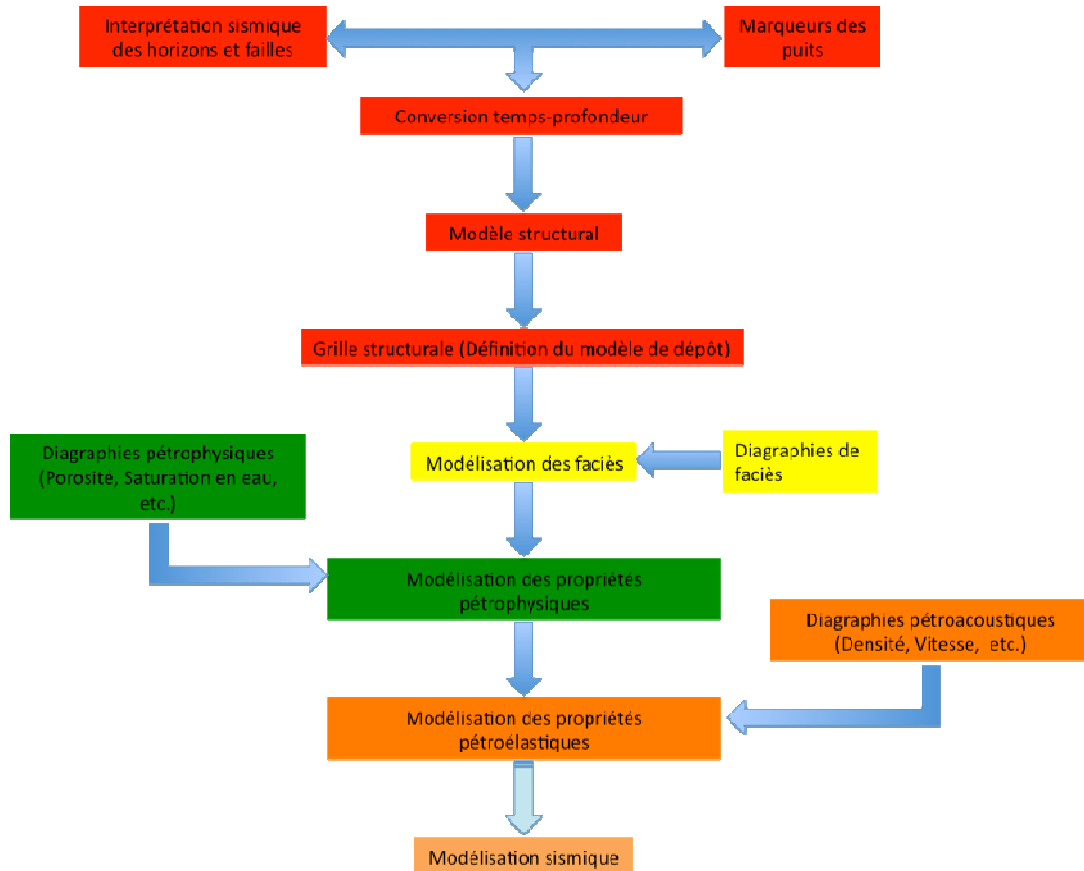 Interprétation sismique
des horizons et failles
Marqueurs des
puits
Conversion temps-profondeur
Modèle structural
Grille structurale (Définition du modèle de dépôt)
Diagraphies pétrophysiques
(Porosité, Saturation en eau,
etc.)
Modélisation des faciès
Diagraphies de
faciès
Modélisation des propriétés
pétrophysiques
Diagraphies pétroacoustiques
(Densité, Vitesse, etc.)
Modélisation des propriétés
pétroélastiques
Modélisation sismique